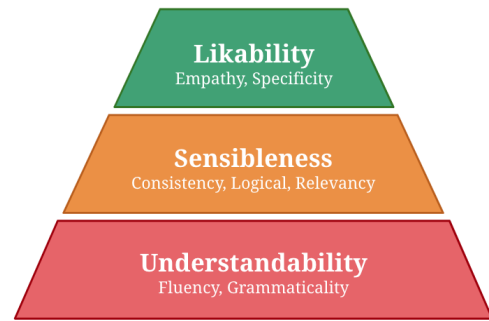 Likability
Empathy, Specificity
Sensibleness
Consistency, Logical, Relevancy
Understandability
Fluency, Grammaticality